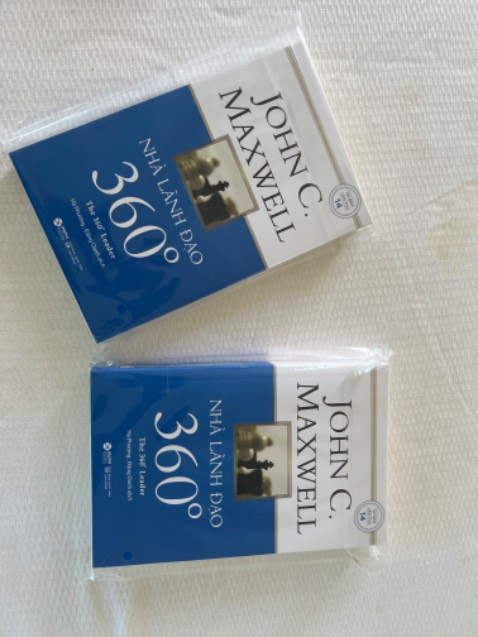 JOHN C.
MAXWELL
NHÀ LÃNH ĐẠO
360°
The 360° Leader
JOHN C.
MAXWELL
NHÀ LÃNH ĐẠO
360°
The 360° Leader